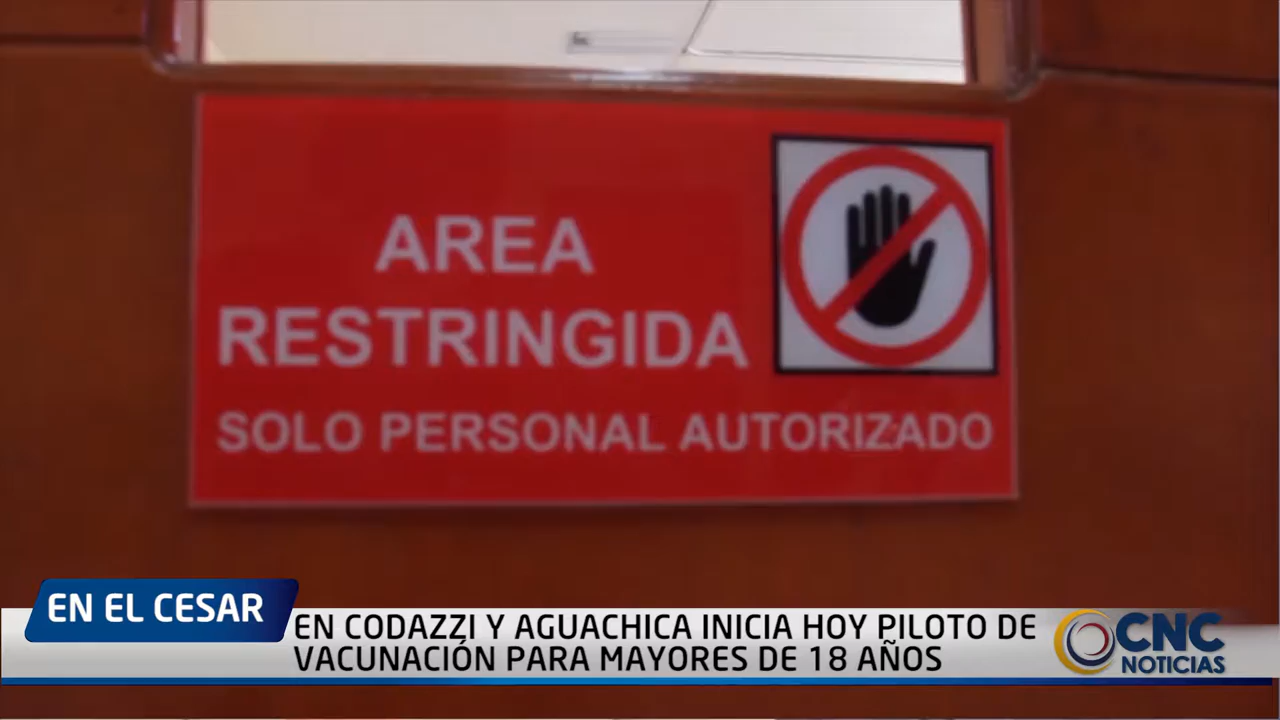 AREA
RESTRINGIDA
SOLO PERSONAL AUTORIZADO
EN EL CESAR
EN CODAZZI Y AGUACHICA INICIA HOY PILOTO DE
VACUNACIÓN PARA MAYORES DE 18 AÑOS
CNC
NOTICIAS